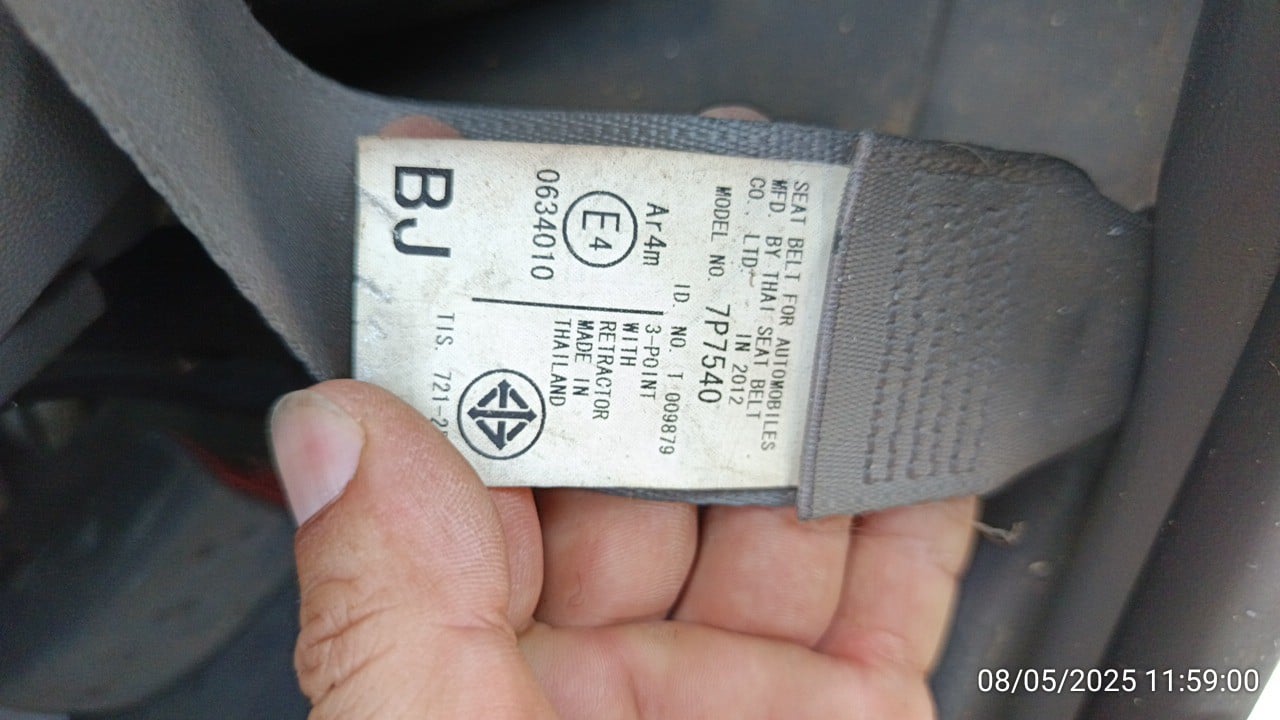 SEAT BELT FOR AUTOMOBILES
MFD. BY THAI SEAT BELT
CO., LTD. IN 2012
MODEL NO. 7P7540
ID. NO. T 009879
Ar4m
E4
0634010
3-POINT
WITH
RETRACTOR
MADE IN
THAILAND
BJ
TIS. 721-2
08/05/2025 11:59:00